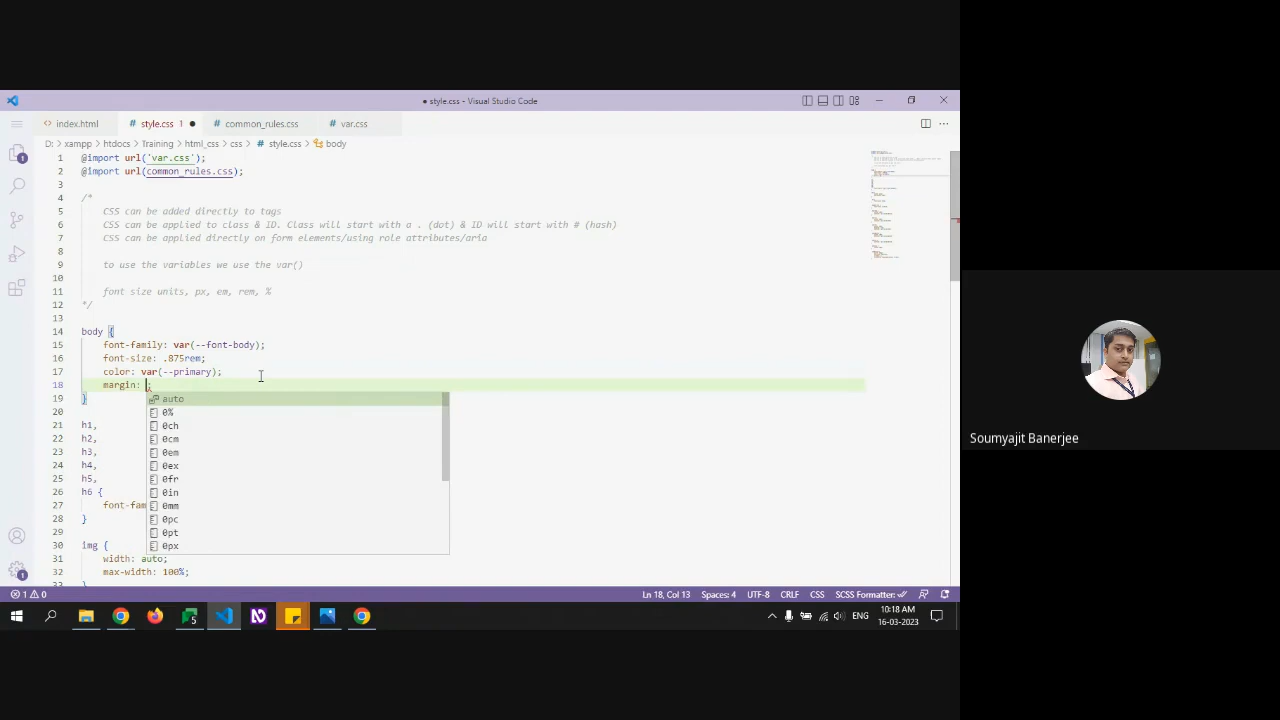 ● style.css - Visual Studio Code
<> index.html
# style.css 1 ●
# common_rules.css
# var.css
D: > xampp > htdocs > Training > html_css > css > # style.css > body
1 @import url('var.css');
2 @import url(common_rules.css);
3
4 /*
5 CSS can be added directly to tags
6 CSS can be applied to class /ID. Class will start with a . (dot) & ID will start with # (hash)
7 CSS can be applied directly on form elements/using role attributes/aria
8
9 to use the variables we use the var()
10
11 font size units, px, em, rem, %
12 */
13
14 body {
15 font-family: var(--font-body);
16 font-size: .875rem;
17 color: var(--primary);
18 margin: ;
19 }
20
21 h1,
22 h2,
23 h3,
24 h4,
25 h5,
26 h6 {
27 font-fam
28 }
29
30 img {
31 width: auto;
32 max-width: 100%;
33 }
auto
0%
0ch
0cm
0em
0ex
0fr
0in
0mm
0pc
0pt
0px
1
1
1 0
Ln 18, Col 13
Spaces: 4
UTF-8
CRLF
CSS
SCSS Formatter:
5
ENG
10:18 AM
16-03-2023
Soumyajit Banerjee